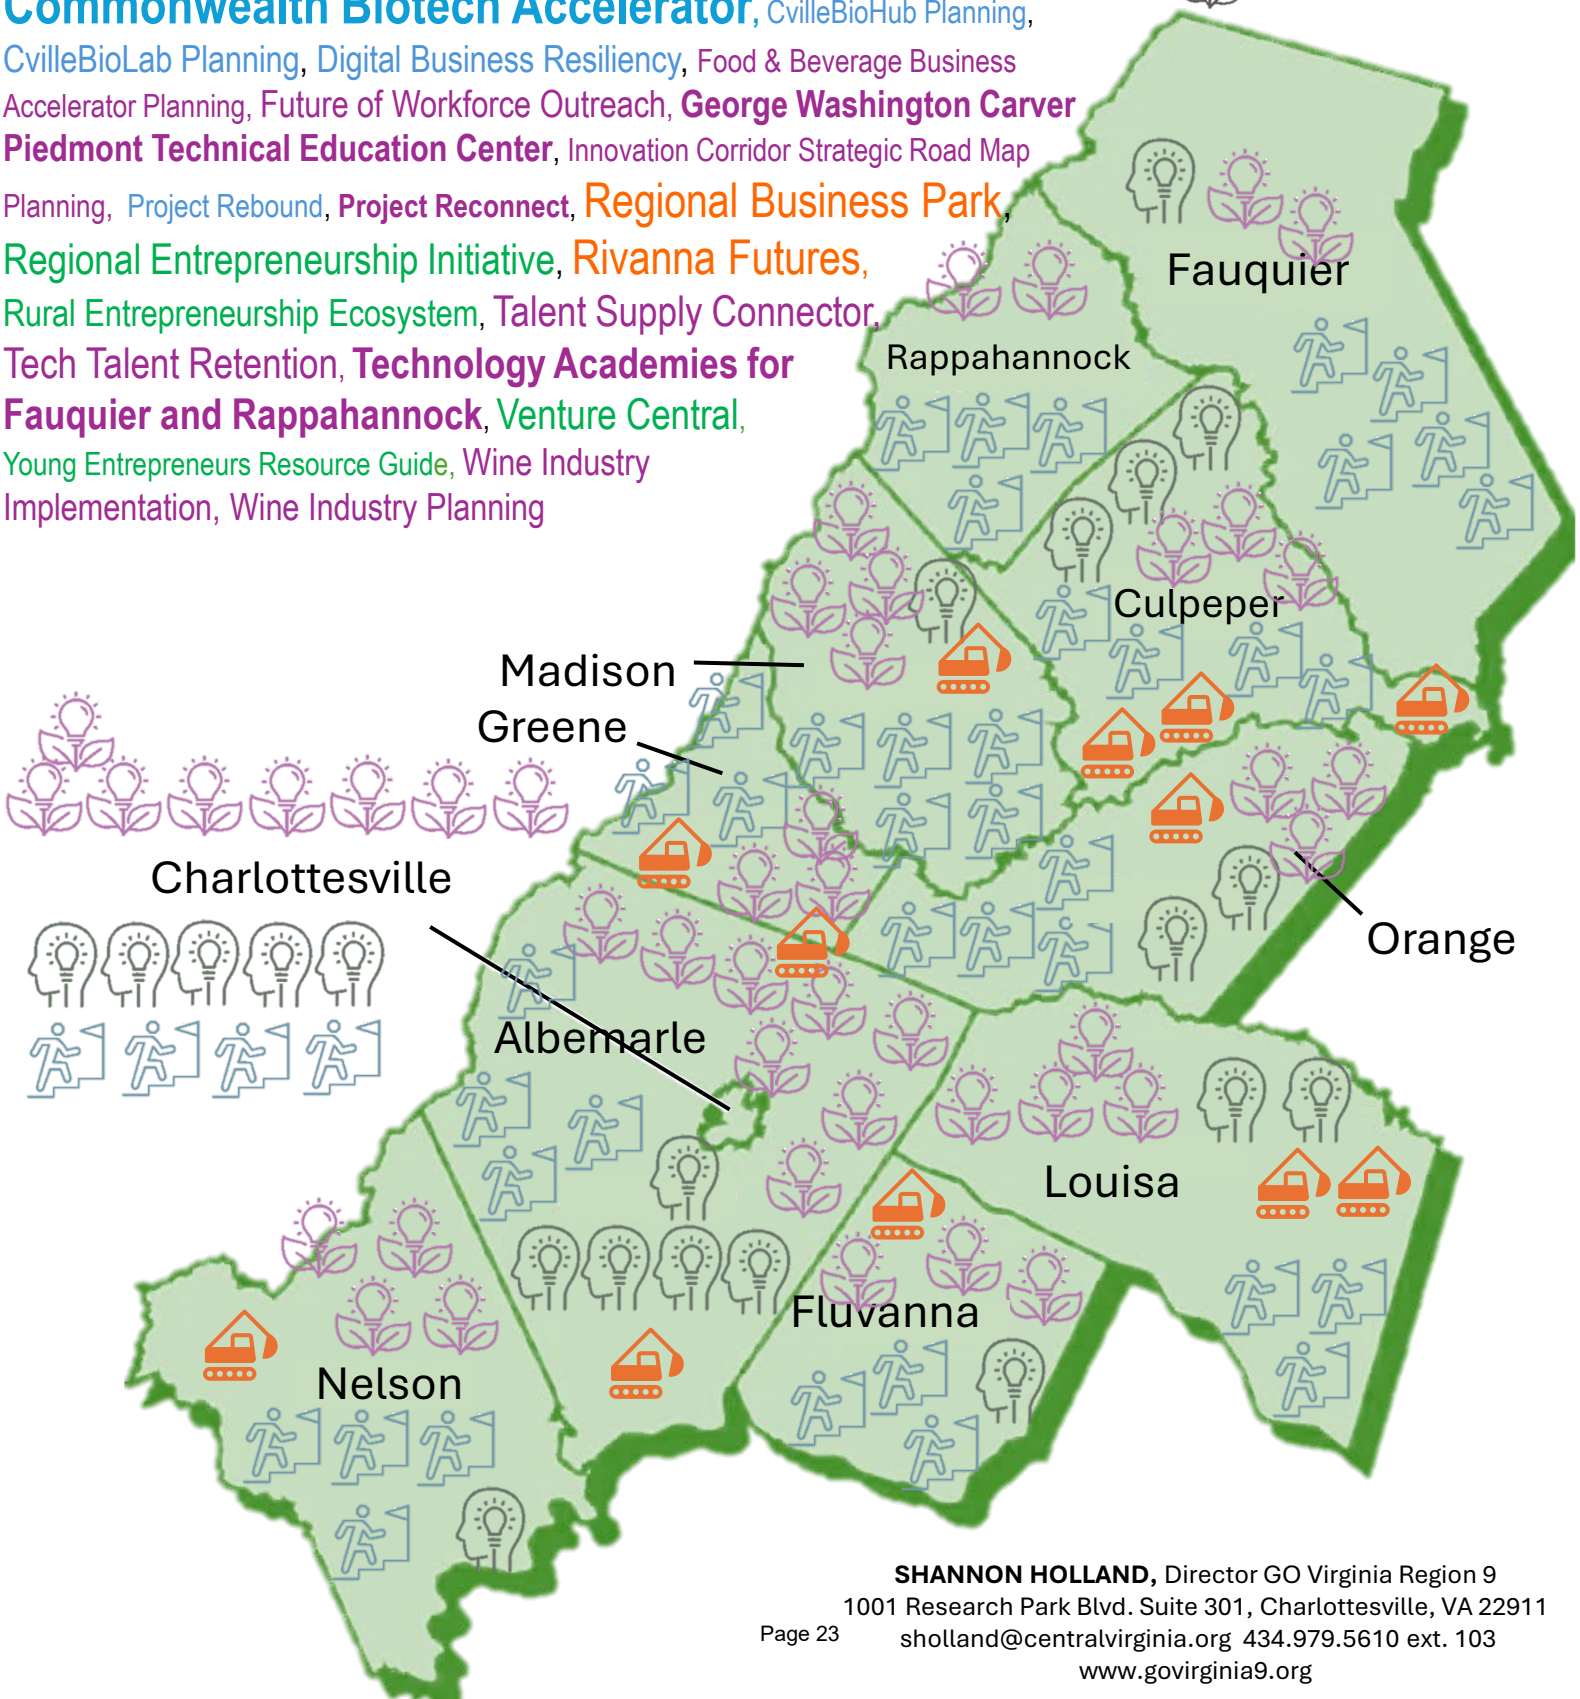 Commonwealth Biotech Accelerator, CvilleBioHub Planning,
CvilleBioLab Planning, Digital Business Resiliency, Food & Beverage Business
Accelerator Planning, Future of Workforce Outreach, George Washington Carver
Piedmont Technical Education Center, Innovation Corridor Strategic Road Map
Planning, Project Rebound, Project Reconnect, Regional Business Park,
Regional Entrepreneurship Initiative, Rivanna Futures,
Rural Entrepreneurship Ecosystem, Talent Supply Connector,
Tech Talent Retention, Technology Academies for
Fauquier and Rappahannock, Venture Central,
Young Entrepreneurs Resource Guide, Wine Industry
Implementation, Wine Industry Planning
Fauquier
Rappahannock
Culpeper
Madison
Greene
Charlottesville
Orange
Albemarle
Louisa
Fluvanna
Nelson
SHANNON HOLLAND, Director GO Virginia Region 9
1001 Research Park Blvd. Suite 301, Charlottesville, VA 22911
Page 23
sholland@centralvirginia.org 434.979.5610 ext. 103
www.govirginia9.org